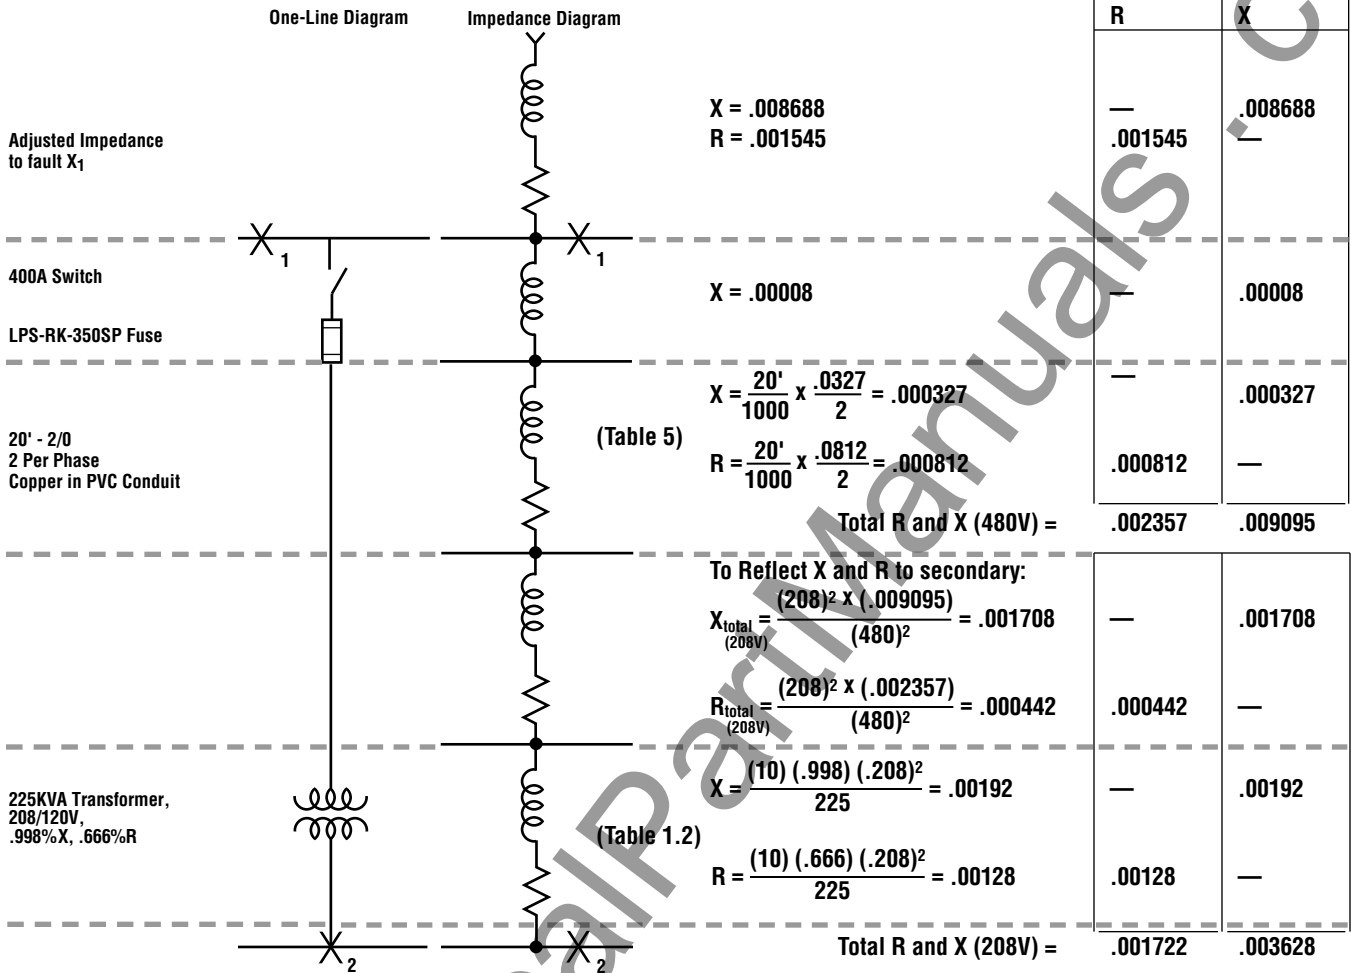 One-Line Diagram Impedance Diagram R X
Adjusted Impedance
to fault X1
X = .008688 — .008688
R = .001545 .001545 —
X 1 X 1
400A Switch
LPS-RK-350SP Fuse
X = .00008 — .00008
20' - 2/0
2 Per Phase
Copper in PVC Conduit
(Table 5)
X = 20'/1000 x .0327/2 = .000327 — .000327
R = 20'/1000 x .0812/2 = .000812 .000812 —
Total R and X (480V) = .002357 .009095
To Reflect X and R to secondary:
Xtotal (208V) = (208)² x (.009095)/(480)² = .001708 — .001708
Rtotal (208V) = (208)² x (.002357)/(480)² = .000442 .000442 —
225KVA Transformer,
208/120V,
.998%X, .666%R
(Table 1.2)
X = (10) (.998) (.208)²/225 = .00192 — .00192
R = (10) (.666) (.208)²/225 = .00128 .00128 —
X 2 X 2
Total R and X (208V) = .001722 .003628
alPartManuals . c